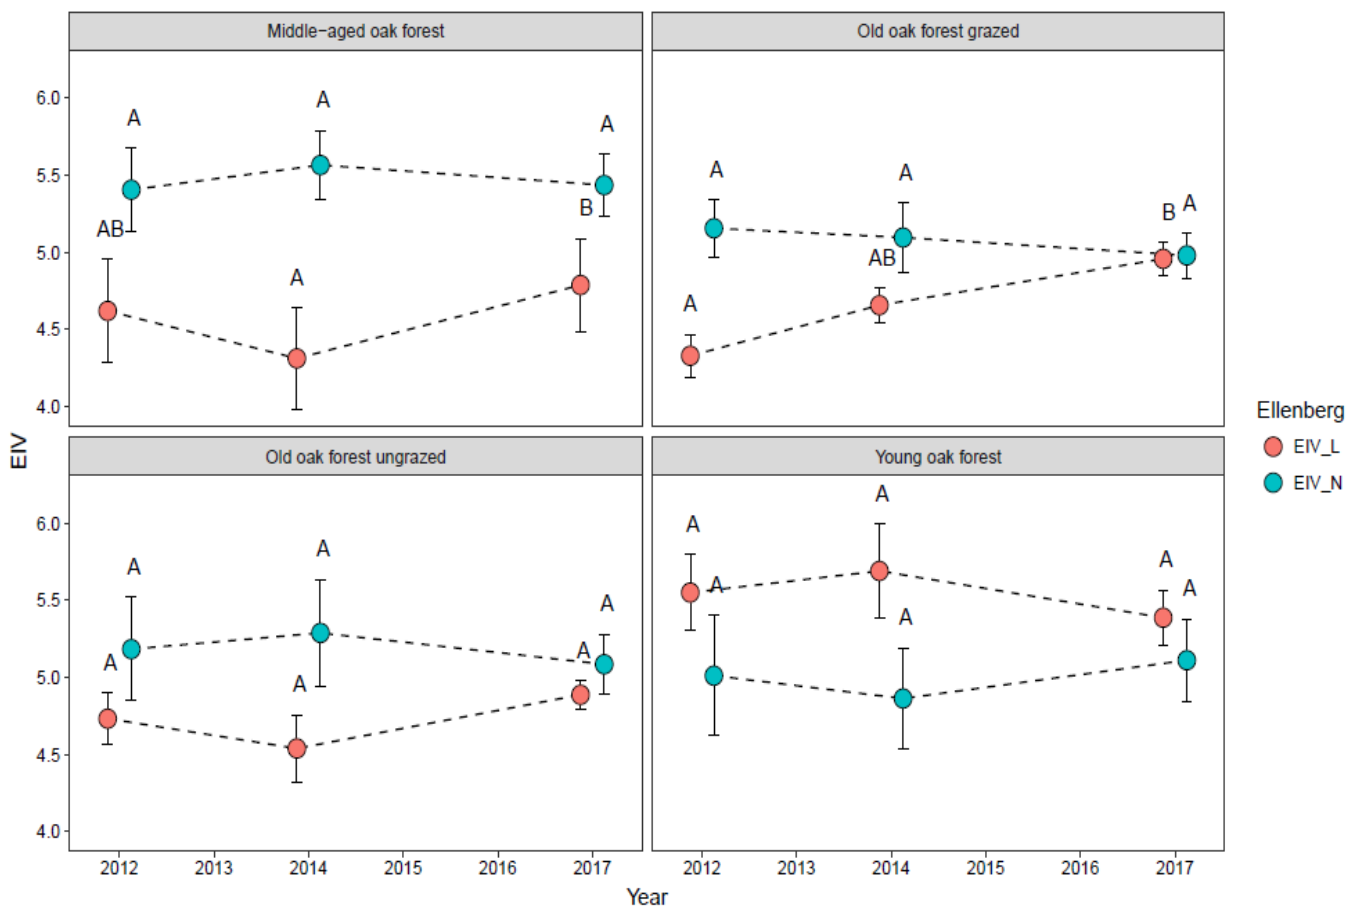 Middle-aged oak forest
Old oak forest grazed
6.0
5.5
5.0
4.5
4.0
A
A
A
AB
A
B
A
A
A
A
AB
B
EIV
Old oak forest ungrazed
Young oak forest
6.0
5.5
5.0
4.5
4.0
A
A
A
A
A
A
A
A
A
A
A
A
2012
2013
2014
2015
2016
2017
2012
2013
2014
2015
2016
2017
Year
Ellenberg
EIV_L
EIV_N